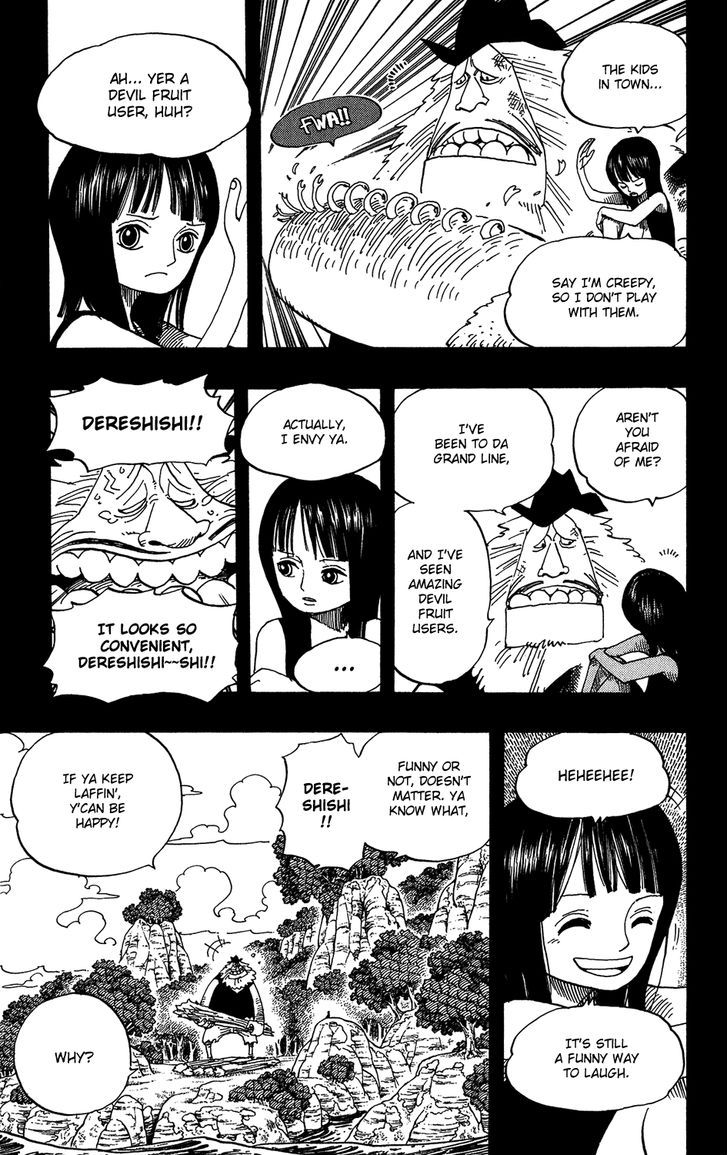 THE KIDS
IN TOWN...
FWA!!
SAY I'M CREEPY,
SO I DON'T PLAY
WITH THEM.
AH... YER A
DEVIL FRUIT
USER, HUH?
AREN'T
YOU
AFRAID
OF ME?
I'VE
BEEN TO DA
GRAND LINE,
AND I'VE
SEEN
AMAZING
DEVIL
FRUIT
USERS.
ACTUALLY,
I ENVY YA.
...
DERESHISHI!!
IT LOOKS SO
CONVENIENT,
DERESHISHI~~SHI!!
HEHEEHEE!
IT'S STILL
A FUNNY WAY
TO LAUGH.
FUNNY OR
NOT, DOESN'T
MATTER. YA
KNOW WHAT,
DERE-
SHISHI
!!
IF YA KEEP
LAFFIN',
Y'CAN BE
HAPPY!
WHY?